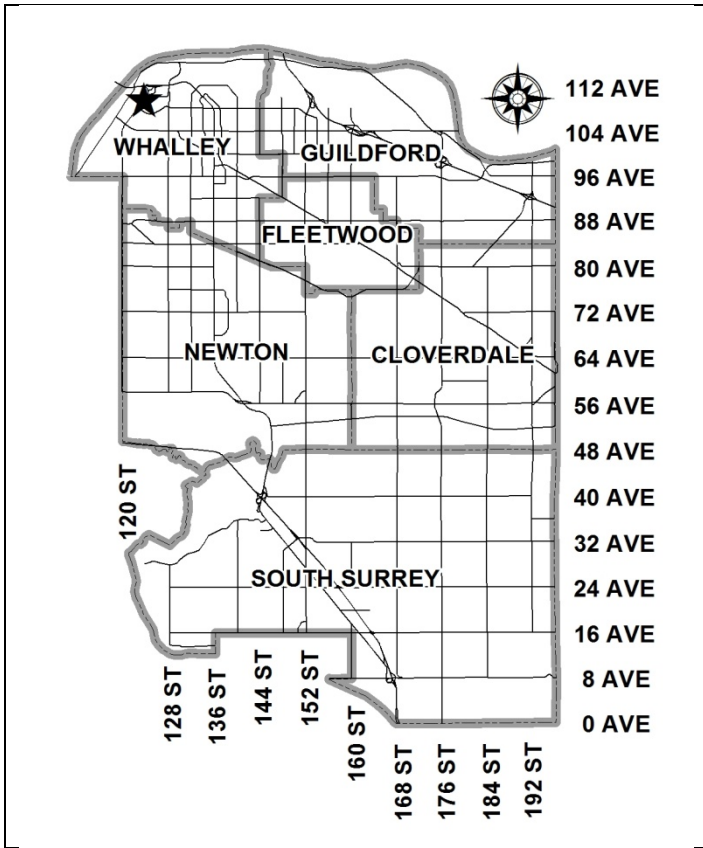 112 AVE
104 AVE
WHALLEY
GUILDFORD
96 AVE
88 AVE
FLEETWOOD
80 AVE
72 AVE
NEWTON
CLOVERDALE
64 AVE
56 AVE
48 AVE
120 ST
40 AVE
32 AVE
SOUTH SURREY
24 AVE
16 AVE
8 AVE
0 AVE
128 ST
136 ST
144 ST
152 ST
160 ST
168 ST
176 ST
184 ST
192 ST